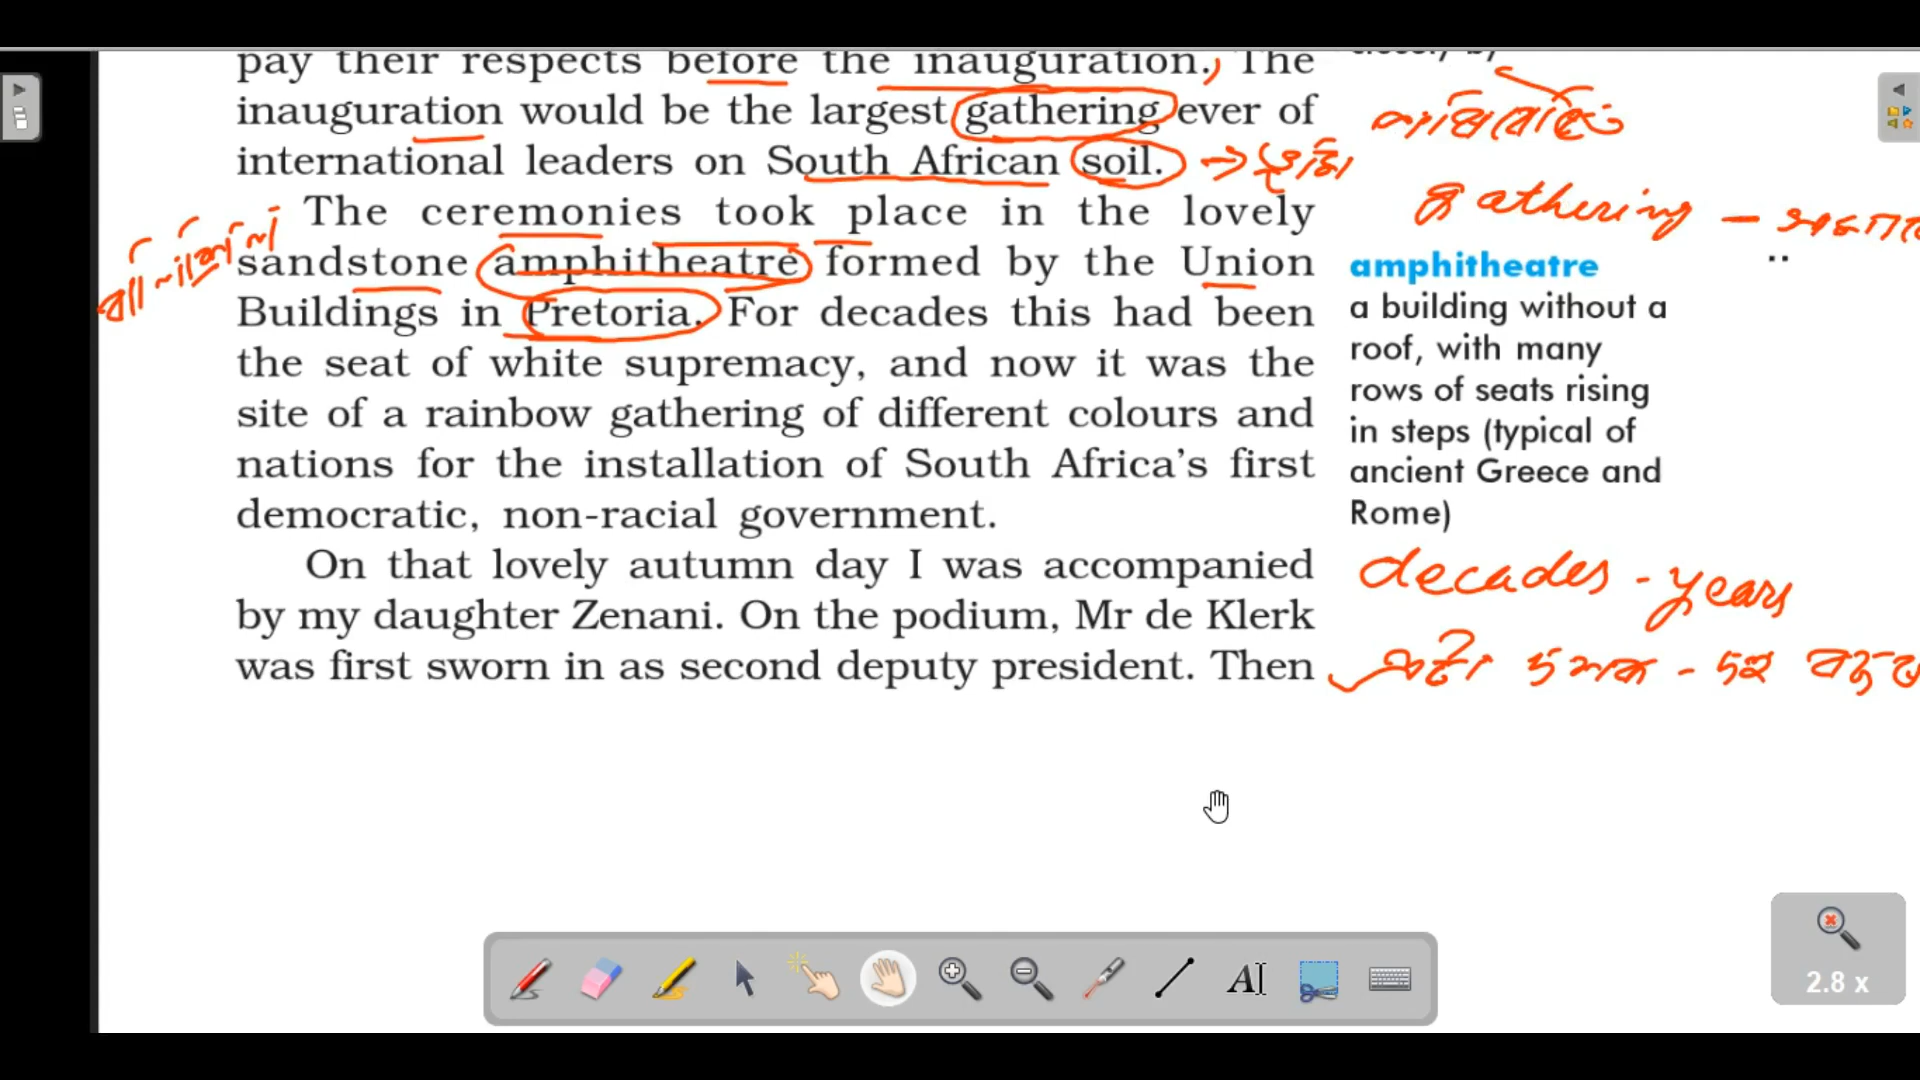 pay their respects before the inauguration. The
inauguration would be the largest gathering ever of
international leaders on South African soil.
The ceremonies took place in the lovely
sandstone amphitheatre formed by the Union
Buildings in Pretoria. For decades this had been
the seat of white supremacy, and now it was the
site of a rainbow gathering of different colours and
nations for the installation of South Africa's first
democratic, non-racial government.
On that lovely autumn day I was accompanied
by my daughter Zenani. On the podium, Mr de Klerk
was first sworn in as second deputy president. Then
gathering -
amphitheatre
a building without a
roof, with many
rows of seats rising
in steps (typical of
ancient Greece and
Rome)
decades - years
2.8 x